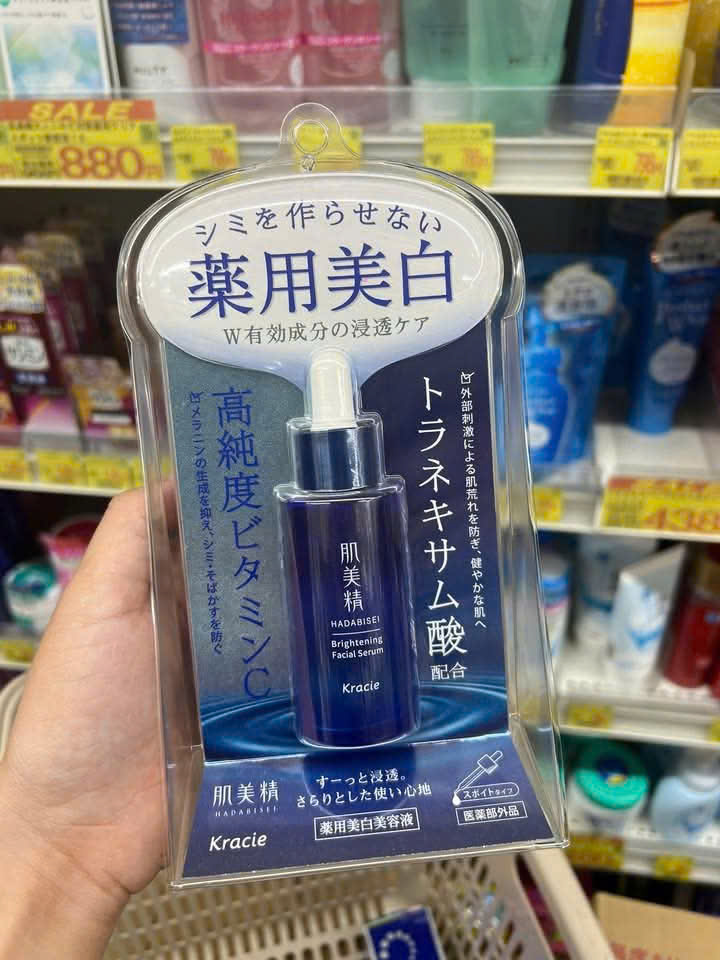 SALE
880円
シミを作らせない
薬用美白
W有効成分の浸透ケア
高純度ビタミンC
メラニンの生成を抑え、シミ・そばかすを防ぐ
外部刺激による肌荒れを防ぎ、健やかな肌へ
トラネキサム酸
配合
肌美精
HADABISEI
Brightening
Facial Serum
Kracie
肌美精
HADABISEI
Kracie
すーっと浸透。
さらりとした使い心地
薬用美白美容液
スポイトタイプ
医薬部外品
438